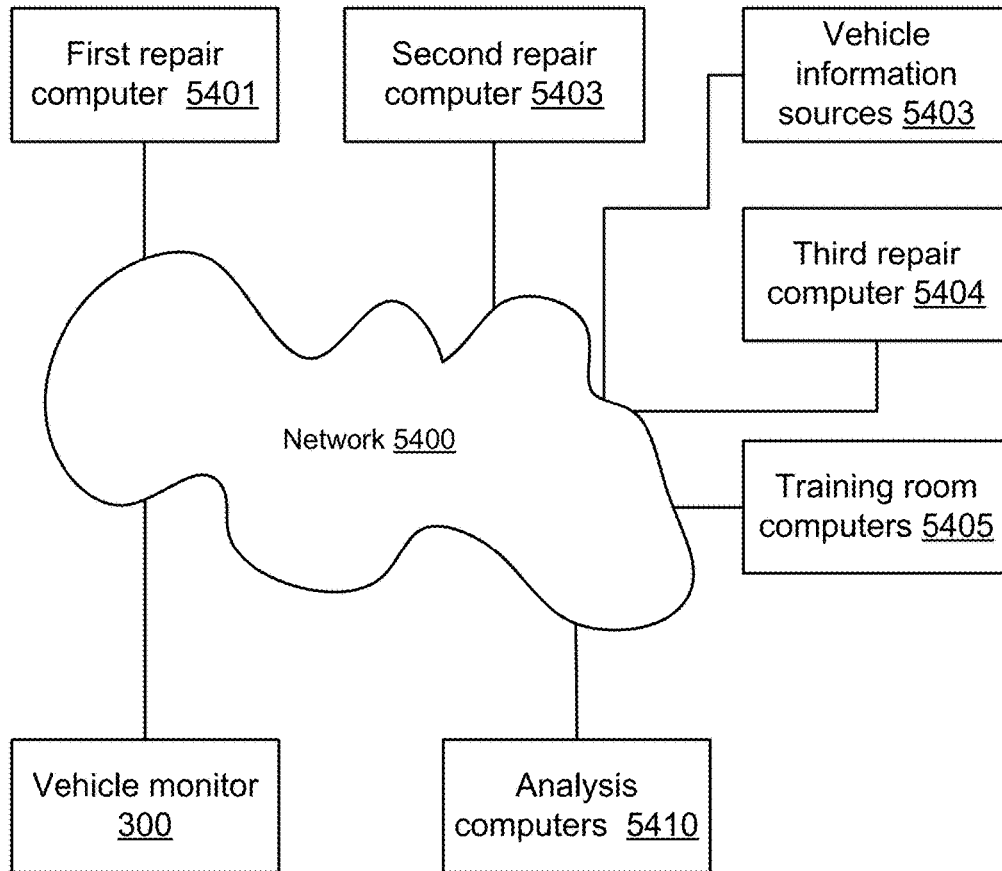 First repair
computer 5401
Second repair
computer 5403
Vehicle
information
sources 5403
Third repair
computer 5404
Network 5400
Training room
computers 5405
Vehicle monitor
300
Analysis
computers 5410